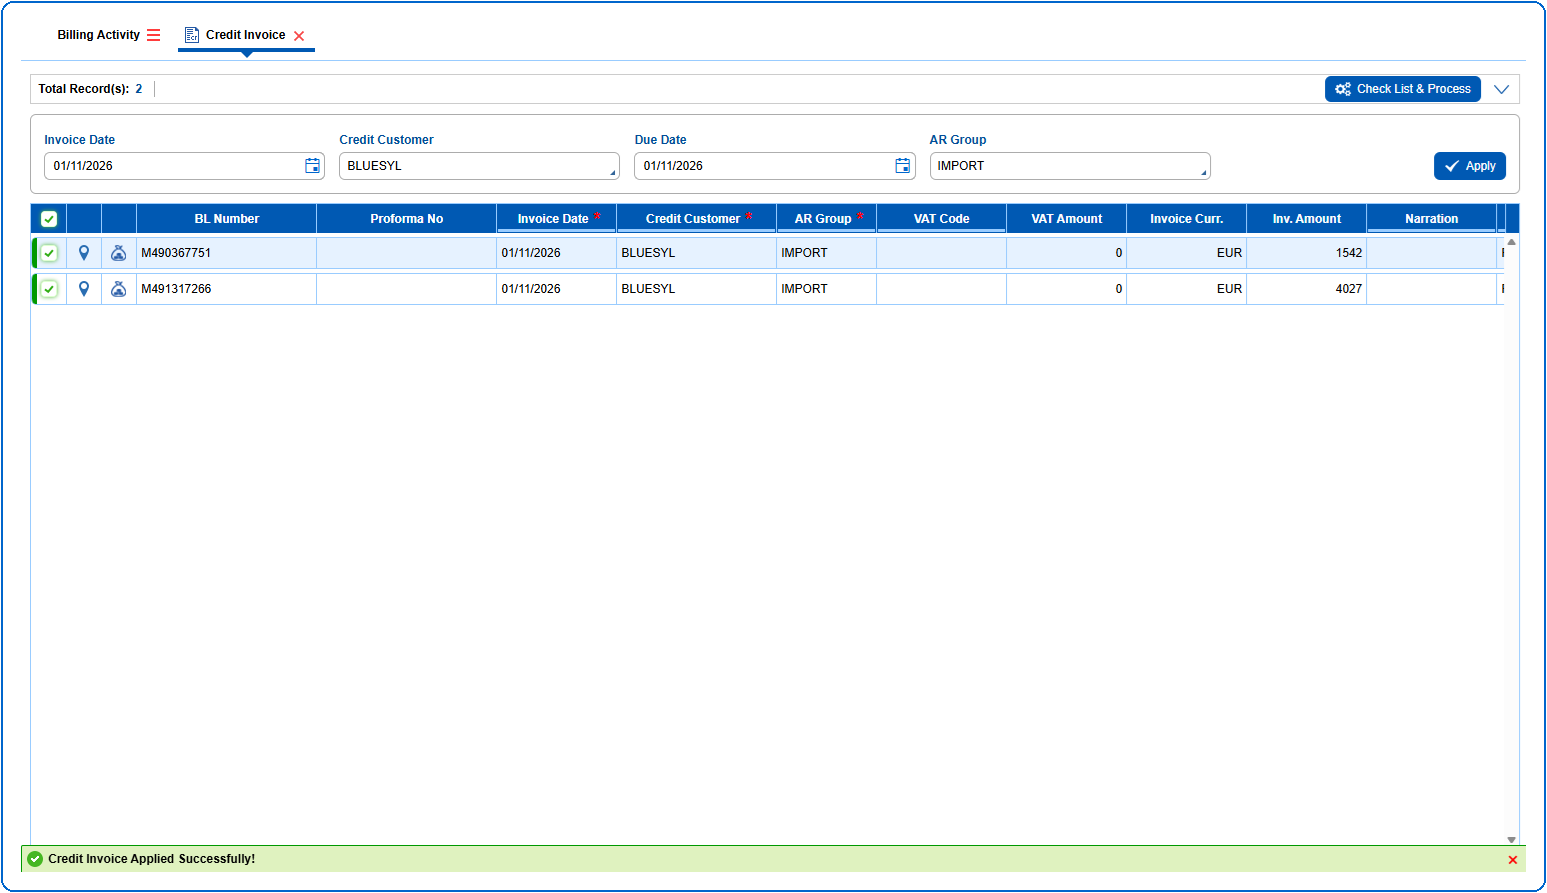 Billing Activity Credit Invoice
Total Record(s): 2 Check List & Process
Invoice Date Credit Customer Due Date AR Group
01/11/2026 BLUESYL 01/11/2026 IMPORT Apply
BL Number Proforma No Invoice Date * Credit Customer * AR Group * VAT Code VAT Amount Invoice Curr. Inv. Amount Narration
M490367751 01/11/2026 BLUESYL IMPORT 0 EUR 1542
M491317266 01/11/2026 BLUESYL IMPORT 0 EUR 4027
Credit Invoice Applied Successfully!